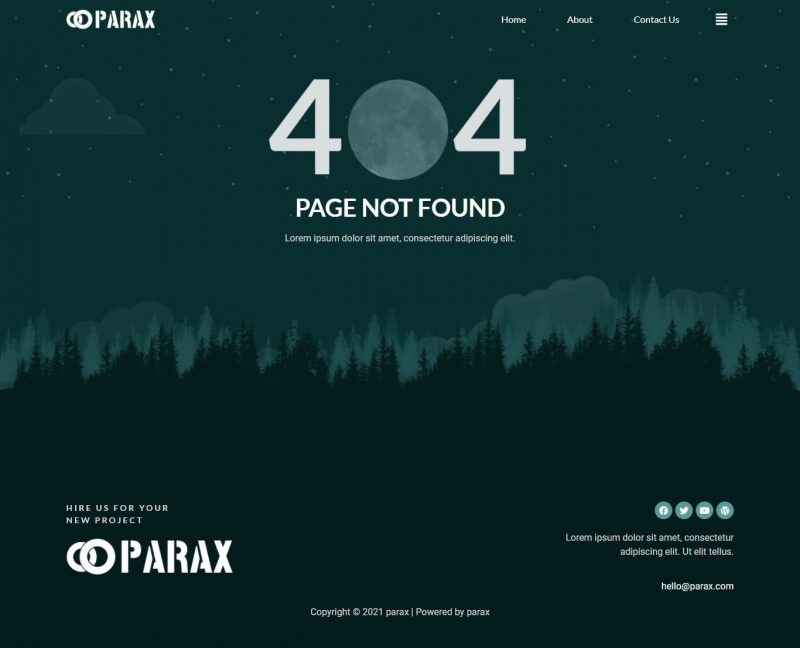 PARAX
Home About Contact Us
404
PAGE NOT FOUND
Lorem ipsum dolor sit amet, consectetur adipiscing elit.
HIRE US FOR YOUR
NEW PROJECT
PARAX
Lorem ipsum dolor sit amet, consectetur
adipiscing elit. Ut elit tellus.
hello@parax.com
Copyright © 2021 parax | Powered by parax